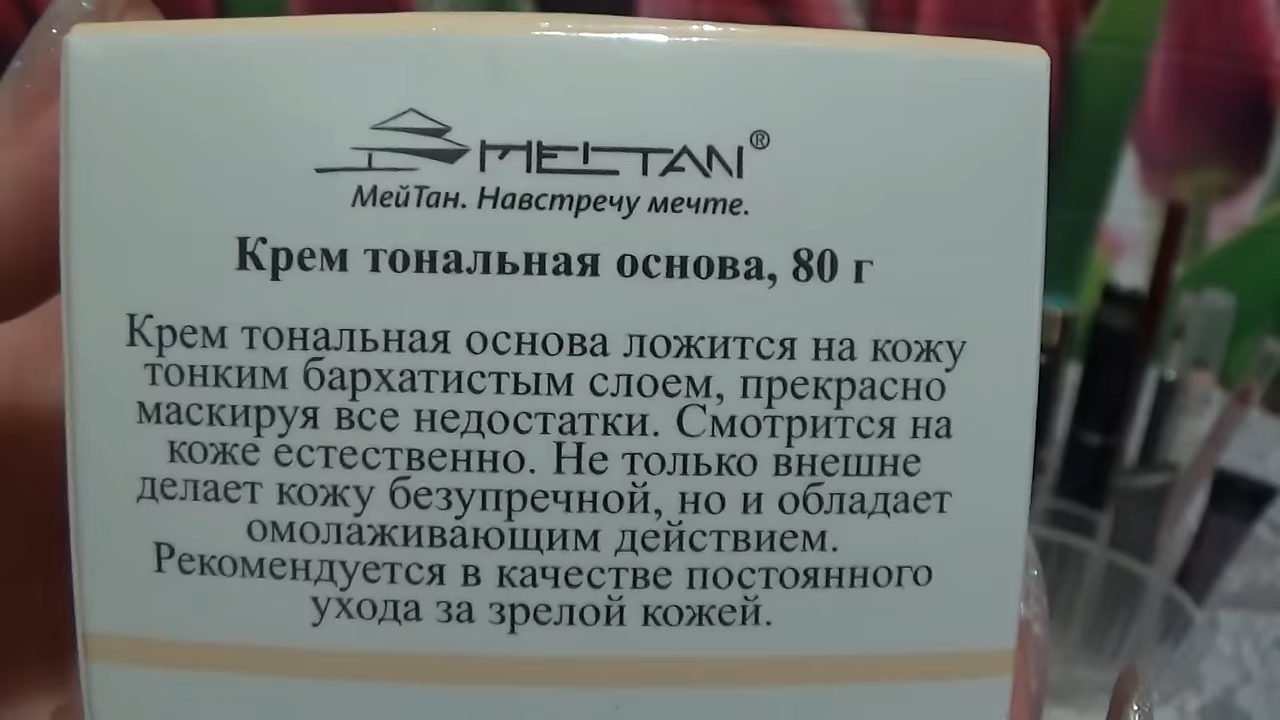 MEITAN®
МейТан. Навстречу мечте.
Крем тональная основа, 80 г
Крем тональная основа ложится на кожу
тонким бархатистым слоем, прекрасно
маскируя все недостатки. Смотрится на
коже естественно. Не только внешне
делает кожу безупречной, но и обладает
омолаживающим действием.
Рекомендуется в качестве постоянного
ухода за зрелой кожей.